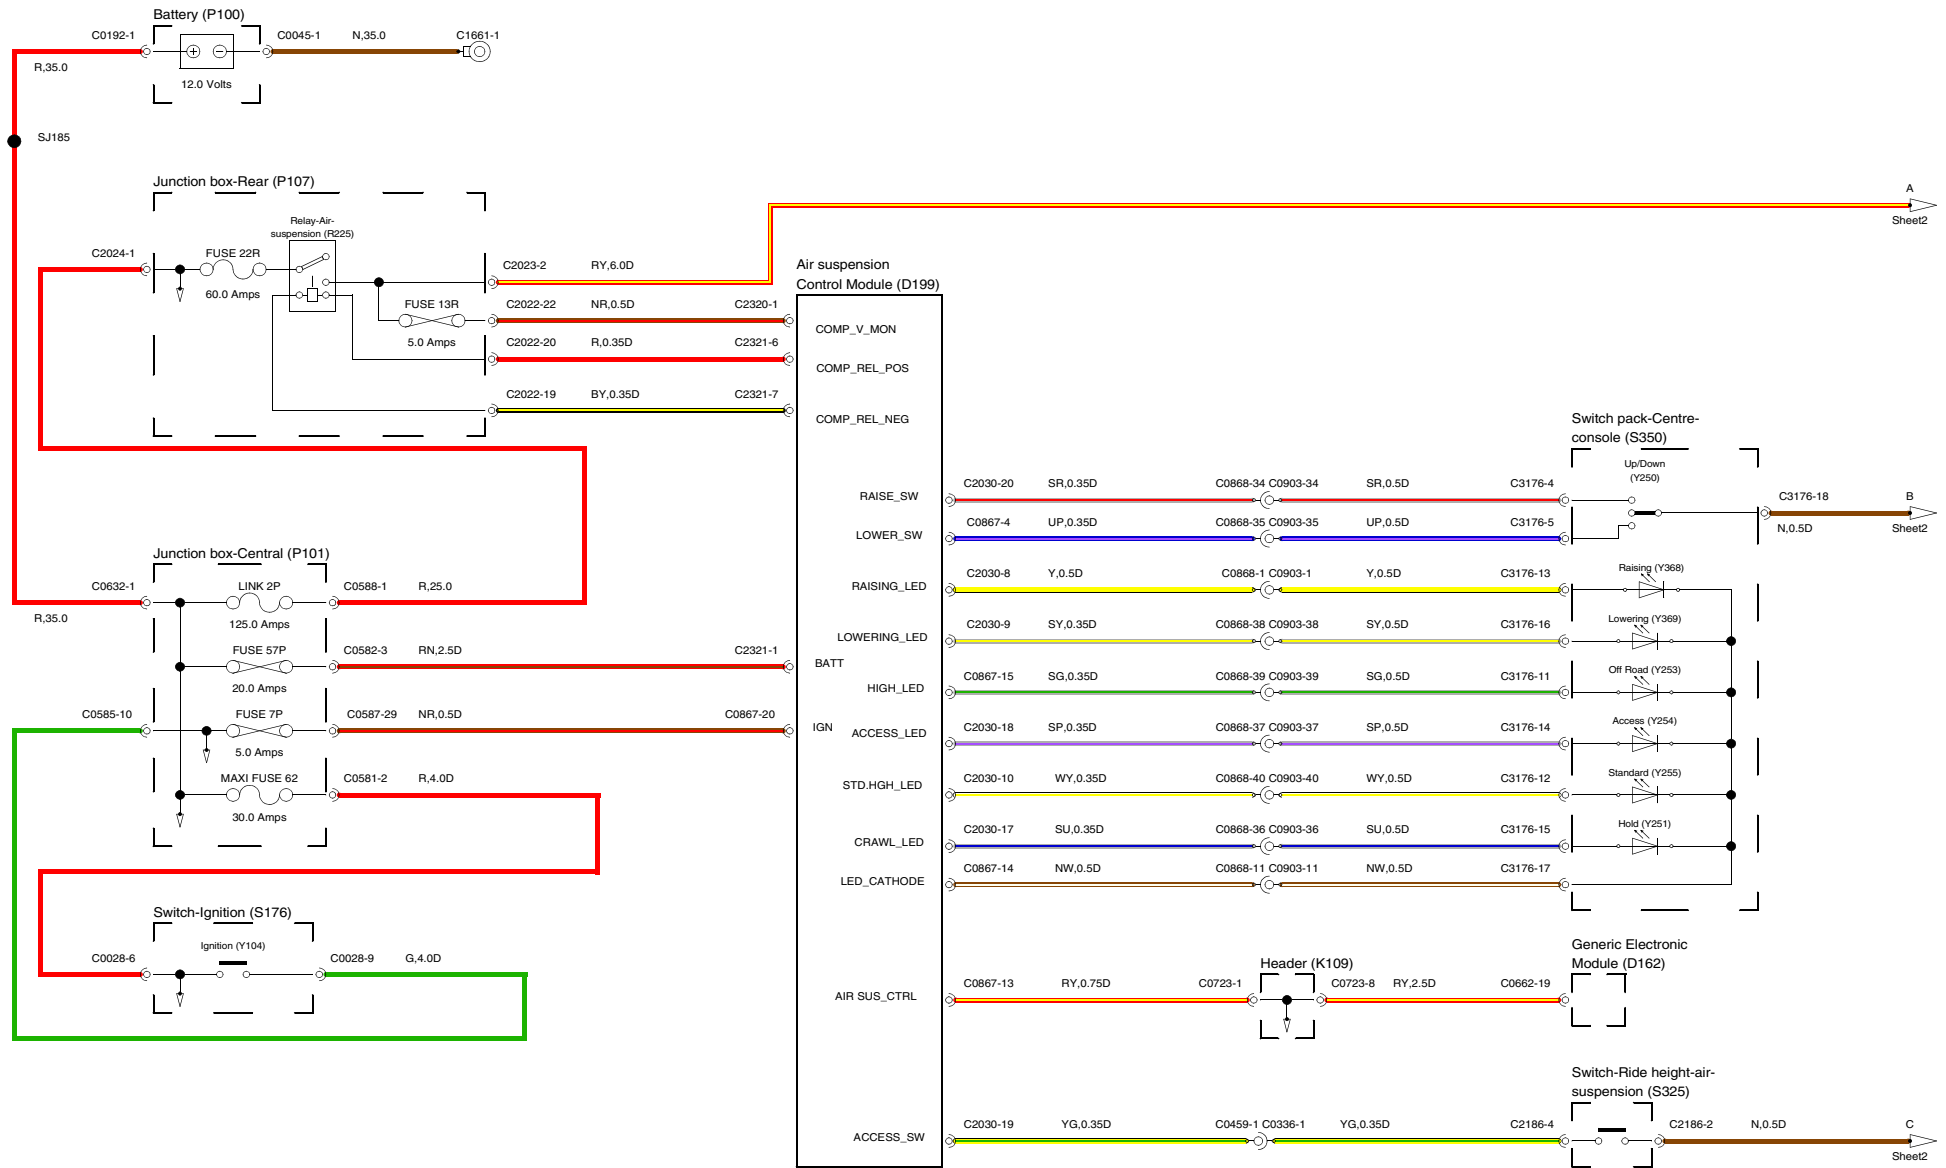 Battery (P100)
C0192-1
C0045-1
N,35.0
C1661-1
R,35.0
12.0 Volts
SJ185
Junction box-Rear (P107)
A
Sheet2
Relay-Air-
suspension (R225)
C2024-1
FUSE 22R
60.0 Amps
C2023-2
RY,6.0D
FUSE 13R
5.0 Amps
C2022-22
NR,0.5D
C2320-1
C2022-20
R,0.35D
C2321-6
C2022-19
BY,0.35D
C2321-7
Air suspension
Control Module (D199)
COMP_V_MON
COMP_REL_POS
COMP_REL_NEG
Switch pack-Centre-
console (S350)
Up/Down
(Y250)
RAISE_SW
C2030-20
SR,0.35D
C0868-34 C0903-34
SR,0.5D
C3176-4
C3176-18
B
N,0.5D
Sheet2
LOWER_SW
C0867-4
UP,0.35D
C0868-35 C0903-35
UP,0.5D
C3176-5
Junction box-Central (P101)
C0632-1
LINK 2P
C0588-1
R,25.0
R,35.0
125.0 Amps
RAISING_LED
C2030-8
Y,0.5D
C0868-1 C0903-1
Y,0.5D
C3176-13
Raising (Y368)
LOWERING_LED
C2030-9
SY,0.35D
C0868-38 C0903-38
SY,0.5D
C3176-16
Lowering (Y369)
FUSE 57P
C0582-3
RN,2.5D
C2321-1
BATT
20.0 Amps
HIGH_LED
C0867-15
SG,0.35D
C0868-39 C0903-39
SG,0.5D
C3176-11
Off Road (Y253)
C0585-10
FUSE 7P
C0587-29
NR,0.5D
C0867-20
IGN
5.0 Amps
ACCESS_LED
C2030-18
SP,0.35D
C0868-37 C0903-37
SP,0.5D
C3176-14
Access (Y254)
MAXI FUSE 62
C0581-2
R,4.0D
30.0 Amps
STD.HGH_LED
C2030-10
WY,0.35D
C0868-40 C0903-40
WY,0.5D
C3176-12
Standard (Y255)
CRAWL_LED
C2030-17
SU,0.35D
C0868-36 C0903-36
SU,0.5D
C3176-15
Hold (Y251)
LED_CATHODE
C0867-14
NW,0.5D
C0868-11 C0903-11
NW,0.5D
C3176-17
Switch-Ignition (S176)
Ignition (Y104)
C0028-6
C0028-9
G,4.0D
Generic Electronic
Module (D162)
Header (K109)
AIR SUS_CTRL
C0867-13
RY,0.75D
C0723-1
C0723-8
RY,2.5D
C0662-19
Switch-Ride height-air-
suspension (S325)
ACCESS_SW
C2030-19
YG,0.35D
C0459-1 C0336-1
YG,0.35D
C2186-4
C2186-2
N,0.5D
C
Sheet2